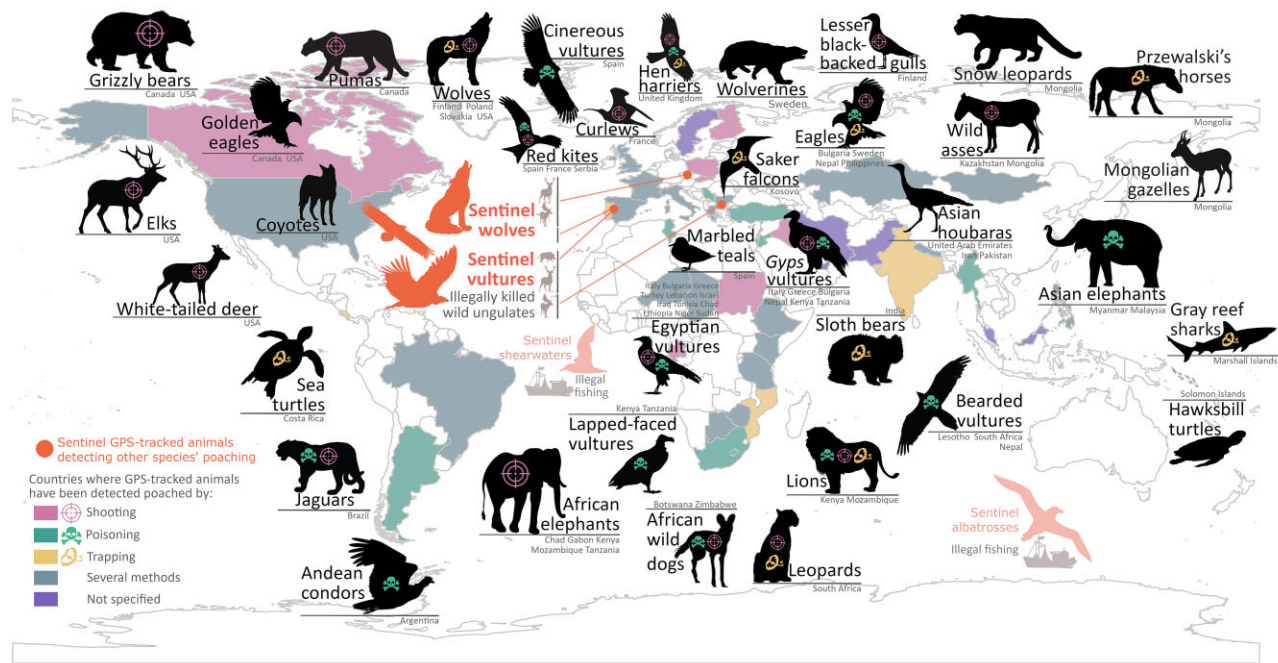 Grizzly bears
Canada USA
Pumas
Canada
Wolves
Finland Poland
Slovakia USA
Cinereous
vultures
Spain
Hen
harriers
United Kingdom
Wolverines
Sweden
Lesser
black-
backed gulls
Finland
Snow leopards
Mongolia
Przewalski's
horses
Mongolia
Golden
eagles
Canada USA
Red kites
Spain France Serbia
Curlews
France
Eagles
Bulgaria Sweden
Nepal Philippines
Wild
asses
Kazakhstan Mongolia
Saker
falcons
Kosovo
Mongolian
gazelles
Mongolia
Elks
USA
Coyotes
USA
Sentinel
wolves
Sentinel
vultures
Illegally killed
wild ungulates
Marbled
teals
Spain
Gyps
vultures
Italy Greece Bulgaria
Nepal Kenya Tanzania
Asian
houbaras
United Arab Emirates
Iran Pakistan
Asian elephants
Myanmar Malaysia
White-tailed deer
USA
Italy Bulgaria Greece
Turkey Lebanon Israel
Iraq Tunisia Chad
Ethiopia Niger Sudan
Egyptian
vultures
India
Sloth bears
Gray reef
sharks
Marshall Islands
Sentinel
shearwaters
Illegal
fishing
Sea
turtles
Costa Rica
Kenya Tanzania
Lapped-faced
vultures
Bearded
vultures
Lesotho South Africa
Nepal
Solomon Islands
Hawksbill
turtles
Sentinel GPS-tracked animals
detecting other species' poaching
Countries where GPS-tracked animals
have been detected poached by:
Shooting
Poisoning
Trapping
Several methods
Not specified
Jaguars
Brazil
African
elephants
Chad Gabon Kenya
Mozambique Tanzania
Lions
Kenya Mozambique
Botswana Zimbabwe
African
wild
dogs
Leopards
South Africa
Sentinel
albatrosses
Illegal fishing
Andean
condors
Argentina